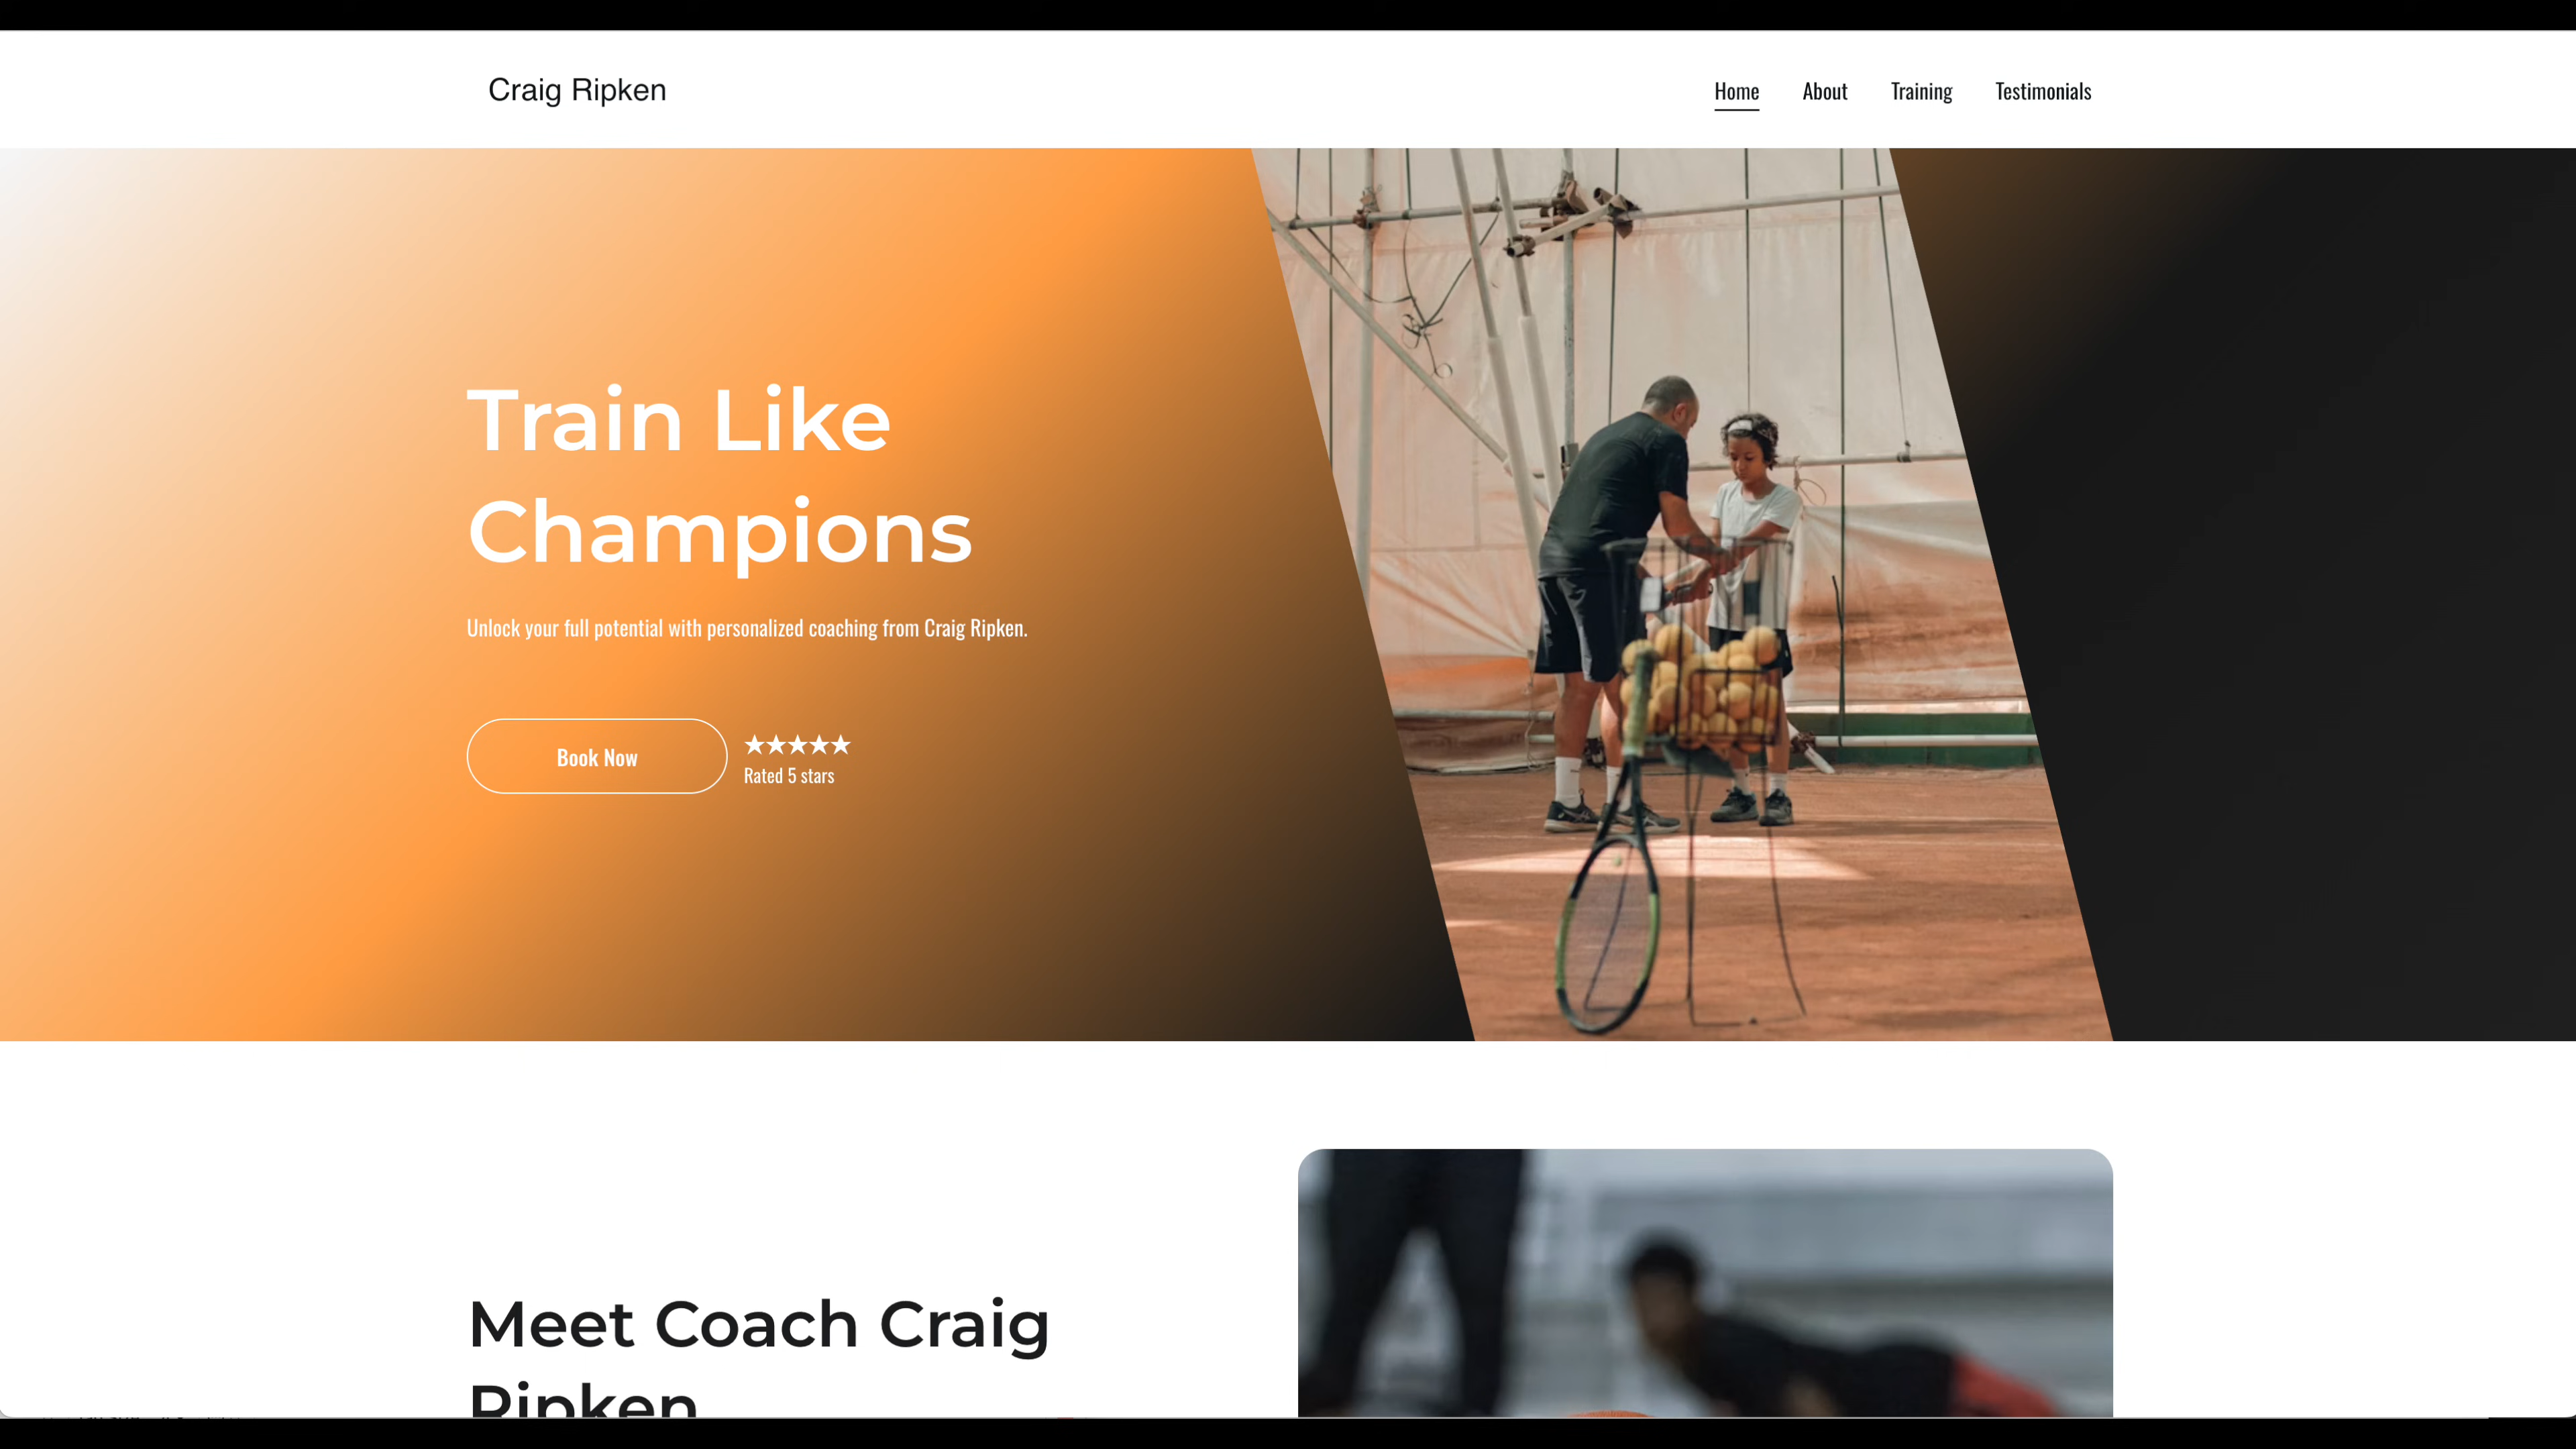 Craig Ripken
Home About Training Testimonials
Train Like
Champions
Unlock your full potential with personalized coaching from Craig Ripken.
Book Now
★★★★★
Rated 5 stars
Meet Coach Craig
Ripken